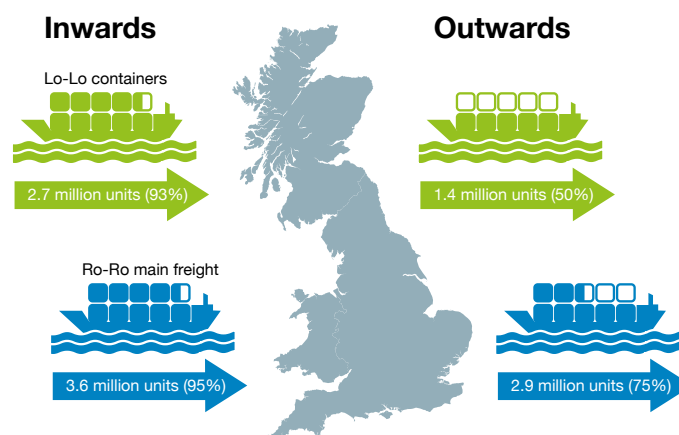 Inwards
Outwards
Lo-Lo containers
2.7 million units (93%)
1.4 million units (50%)
Ro-Ro main freight
3.6 million units (95%)
2.9 million units (75%)